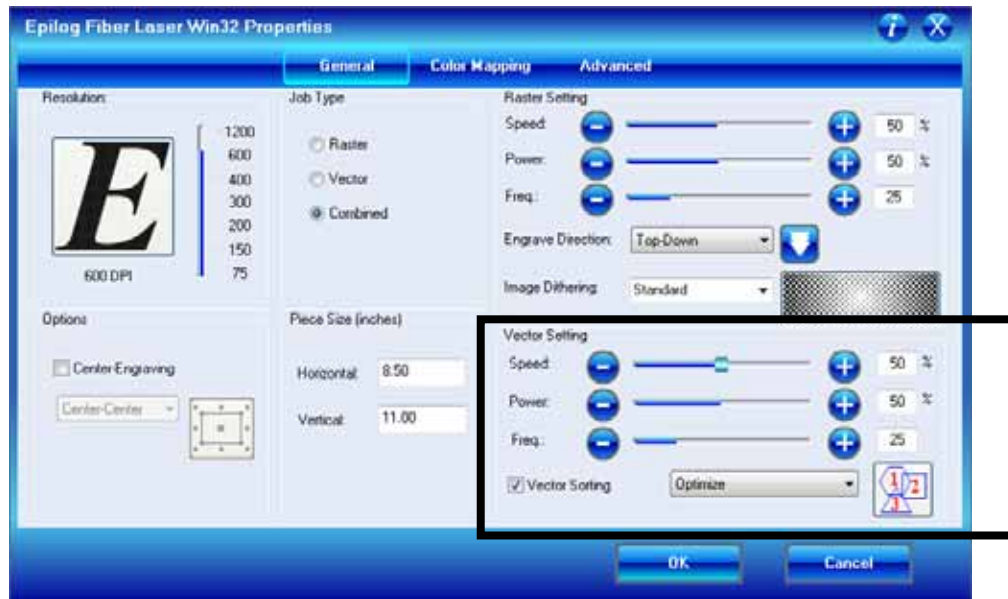 Epilog Fiber Laser Win32 Properties
i X
General Color Mapping Advanced
Resolution:
E
1200
600
400
300
200
150
75
600 DPI
Job Type
Raster
Vector
Combined
Raster Setting
Speed: 50 %
Power: 50 %
Freq.: 25
Engrave Direction: Top-Down
Image Dithering: Standard
Options
Center-Engraving
Center-Center
Piece Size (inches)
Horizontal: 8.50
Vertical: 11.00
Vector Setting
Speed: 50 %
Power: 50 %
Freq.: 25
Vector Sorting Optimize
1 2
3
OK Cancel